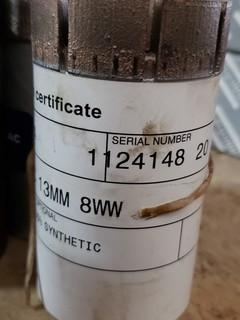 certificate
SERIAL NUMBER
1124148 20
13MM 8WW
SYNTHETIC